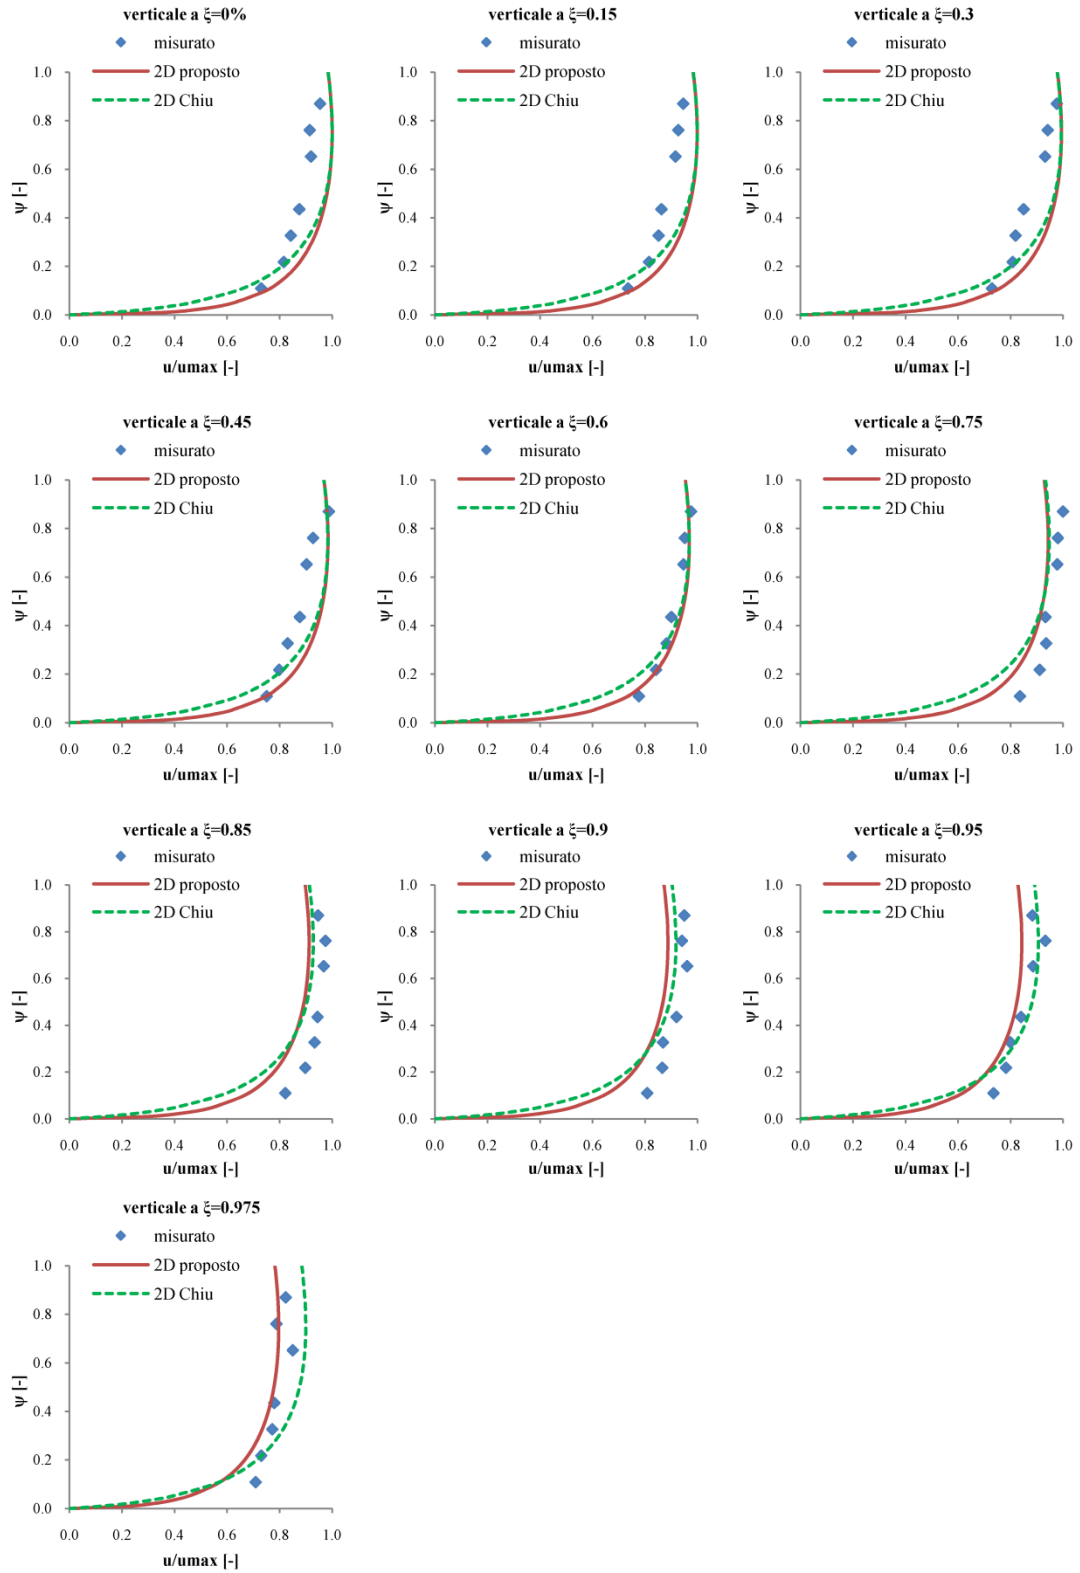 verticale a ξ=0%
misurato
2D proposto
2D Chiu
1.0
0.8
0.6
0.4
0.2
0.0
ψ [-]
0.0 0.2 0.4 0.6 0.8 1.0
u/umax [-]
verticale a ξ=0.15
misurato
2D proposto
2D Chiu
1.0
0.8
0.6
0.4
0.2
0.0
ψ [-]
0.0 0.2 0.4 0.6 0.8 1.0
u/umax [-]
verticale a ξ=0.3
misurato
2D proposto
2D Chiu
1.0
0.8
0.6
0.4
0.2
0.0
ψ [-]
0.0 0.2 0.4 0.6 0.8 1.0
u/umax [-]
verticale a ξ=0.45
misurato
2D proposto
2D Chiu
1.0
0.8
0.6
0.4
0.2
0.0
ψ [-]
0.0 0.2 0.4 0.6 0.8 1.0
u/umax [-]
verticale a ξ=0.6
misurato
2D proposto
2D Chiu
1.0
0.8
0.6
0.4
0.2
0.0
ψ [-]
0.0 0.2 0.4 0.6 0.8 1.0
u/umax [-]
verticale a ξ=0.75
misurato
2D proposto
2D Chiu
1.0
0.8
0.6
0.4
0.2
0.0
ψ [-]
0.0 0.2 0.4 0.6 0.8 1.0
u/umax [-]
verticale a ξ=0.85
misurato
2D proposto
2D Chiu
1.0
0.8
0.6
0.4
0.2
0.0
ψ [-]
0.0 0.2 0.4 0.6 0.8 1.0
u/umax [-]
verticale a ξ=0.9
misurato
2D proposto
2D Chiu
1.0
0.8
0.6
0.4
0.2
0.0
ψ [-]
0.0 0.2 0.4 0.6 0.8 1.0
u/umax [-]
verticale a ξ=0.95
misurato
2D proposto
2D Chiu
1.0
0.8
0.6
0.4
0.2
0.0
ψ [-]
0.0 0.2 0.4 0.6 0.8 1.0
u/umax [-]
verticale a ξ=0.975
misurato
2D proposto
2D Chiu
1.0
0.8
0.6
0.4
0.2
0.0
ψ [-]
0.0 0.2 0.4 0.6 0.8 1.0
u/umax [-]